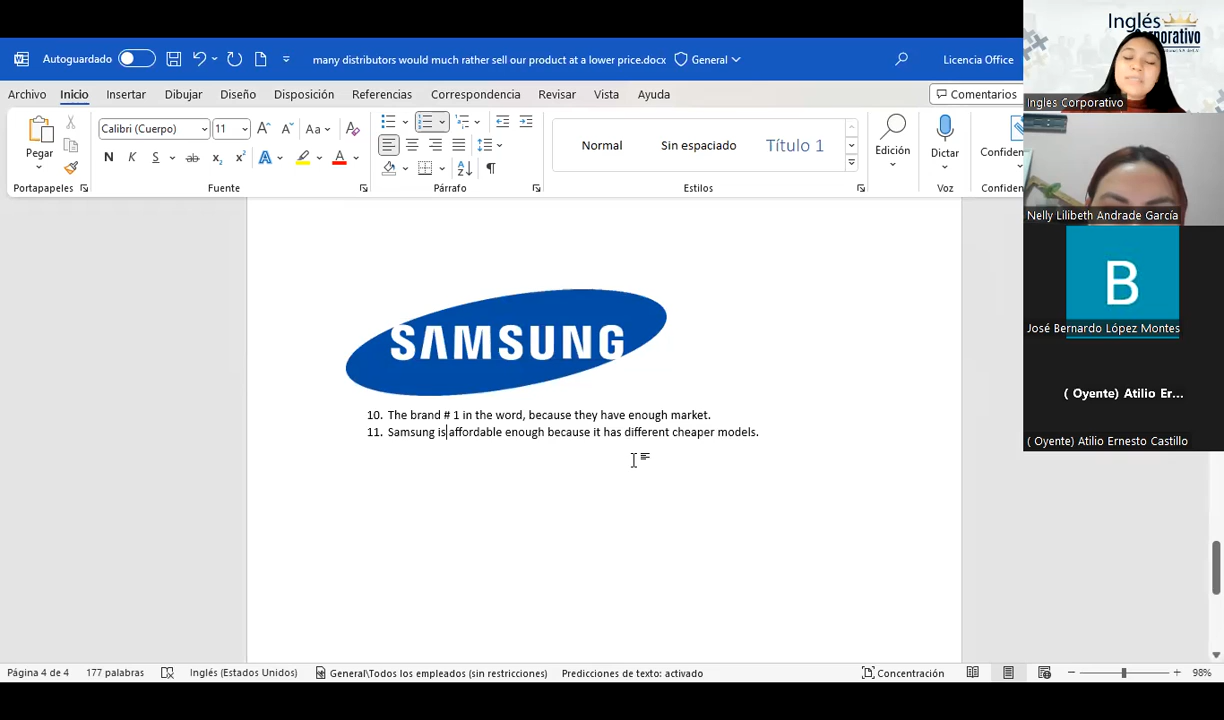 Autoguardado
many distributors would much rather sell our product at a lower price.docx
General
Licencia Office
Archivo Inicio Insertar Dibujar Diseño Disposición Referencias Correspondencia Revisar Vista Ayuda
Comentarios
Pegar
Calibri (Cuerpo) 11
Normal
Sin espaciado
Título 1
Edición
Dictar
Confiden
Portapapeles
Fuente
Párrafo
Estilos
Voz
Confiden
Inglés
Corporativo
Ingles Corporativo
Nelly Lilibeth Andrade García
B
José Bernardo López Montes
( Oyente) Atilio Er...
( Oyente) Atilio Ernesto Castillo
SAMSUNG
10. The brand # 1 in the word, because they have enough market.
11. Samsung is affordable enough because it has different cheaper models.
Página 4 de 4 177 palabras Inglés (Estados Unidos) General\Todos los empleados (sin restricciones) Predicciones de texto: activado Concentración 98%